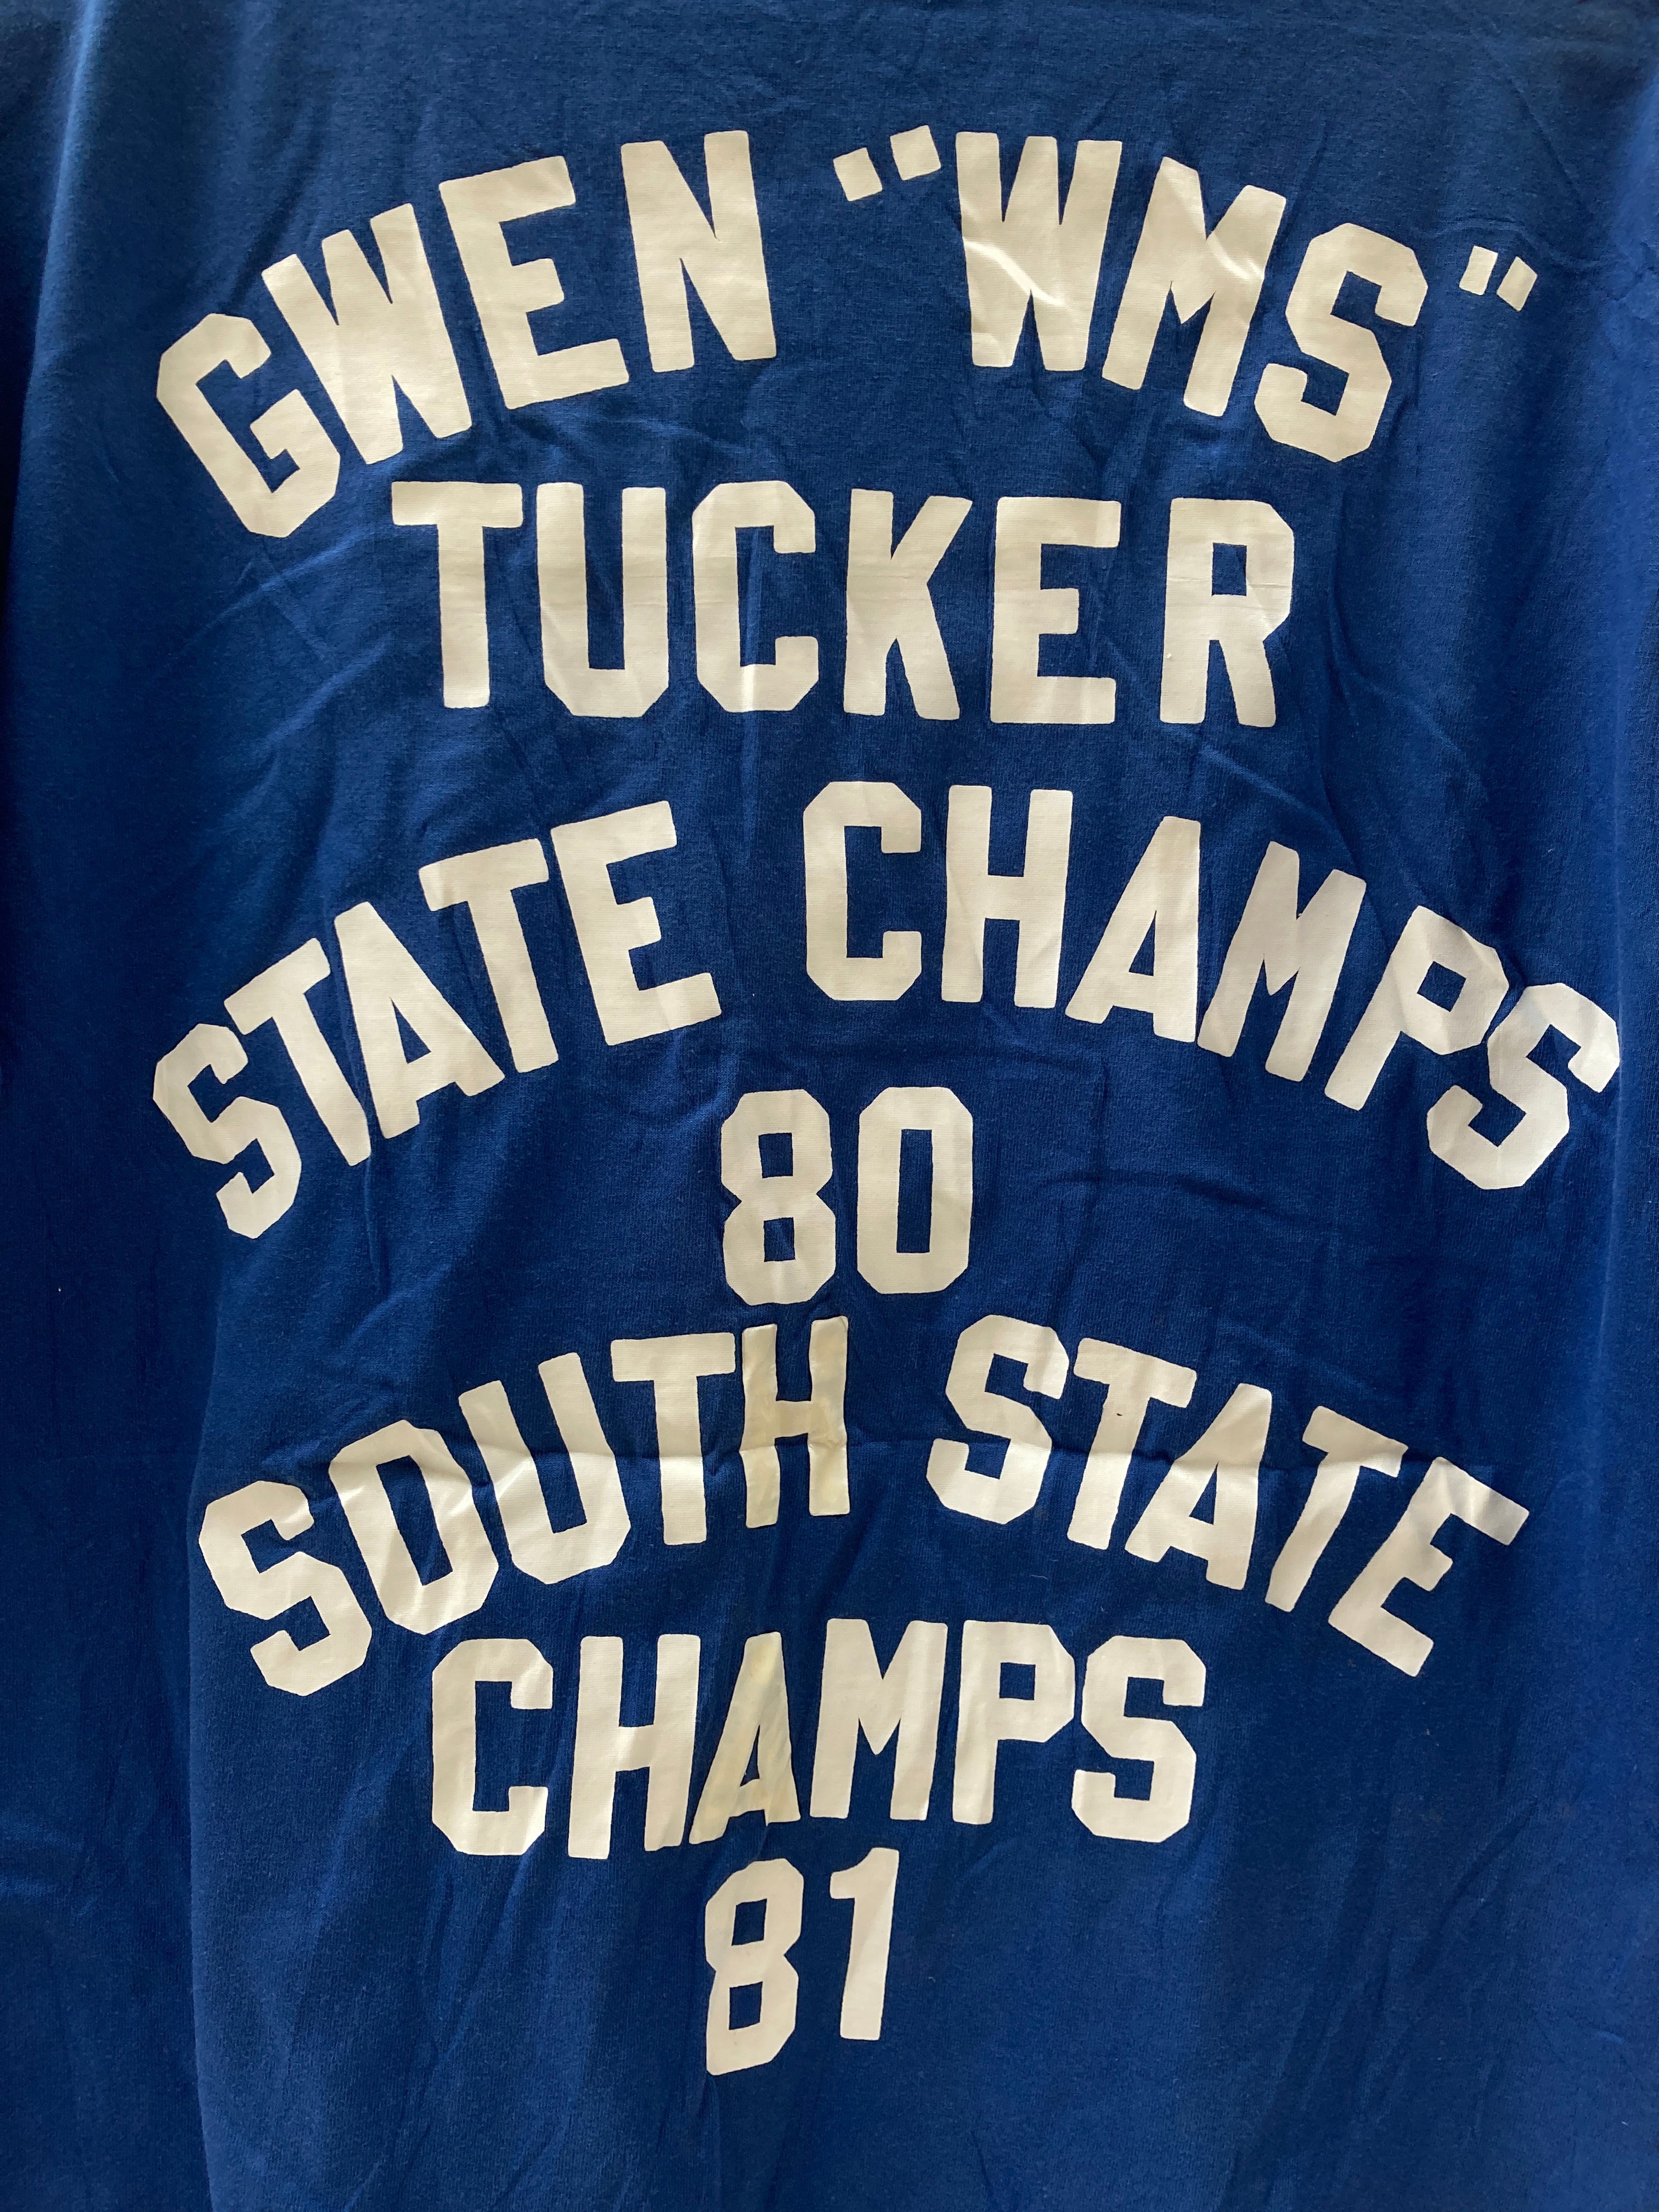 GWEN "WMS"
TUCKER
STATE CHAMPS
80
SOUTH STATE
CHAMPS
81